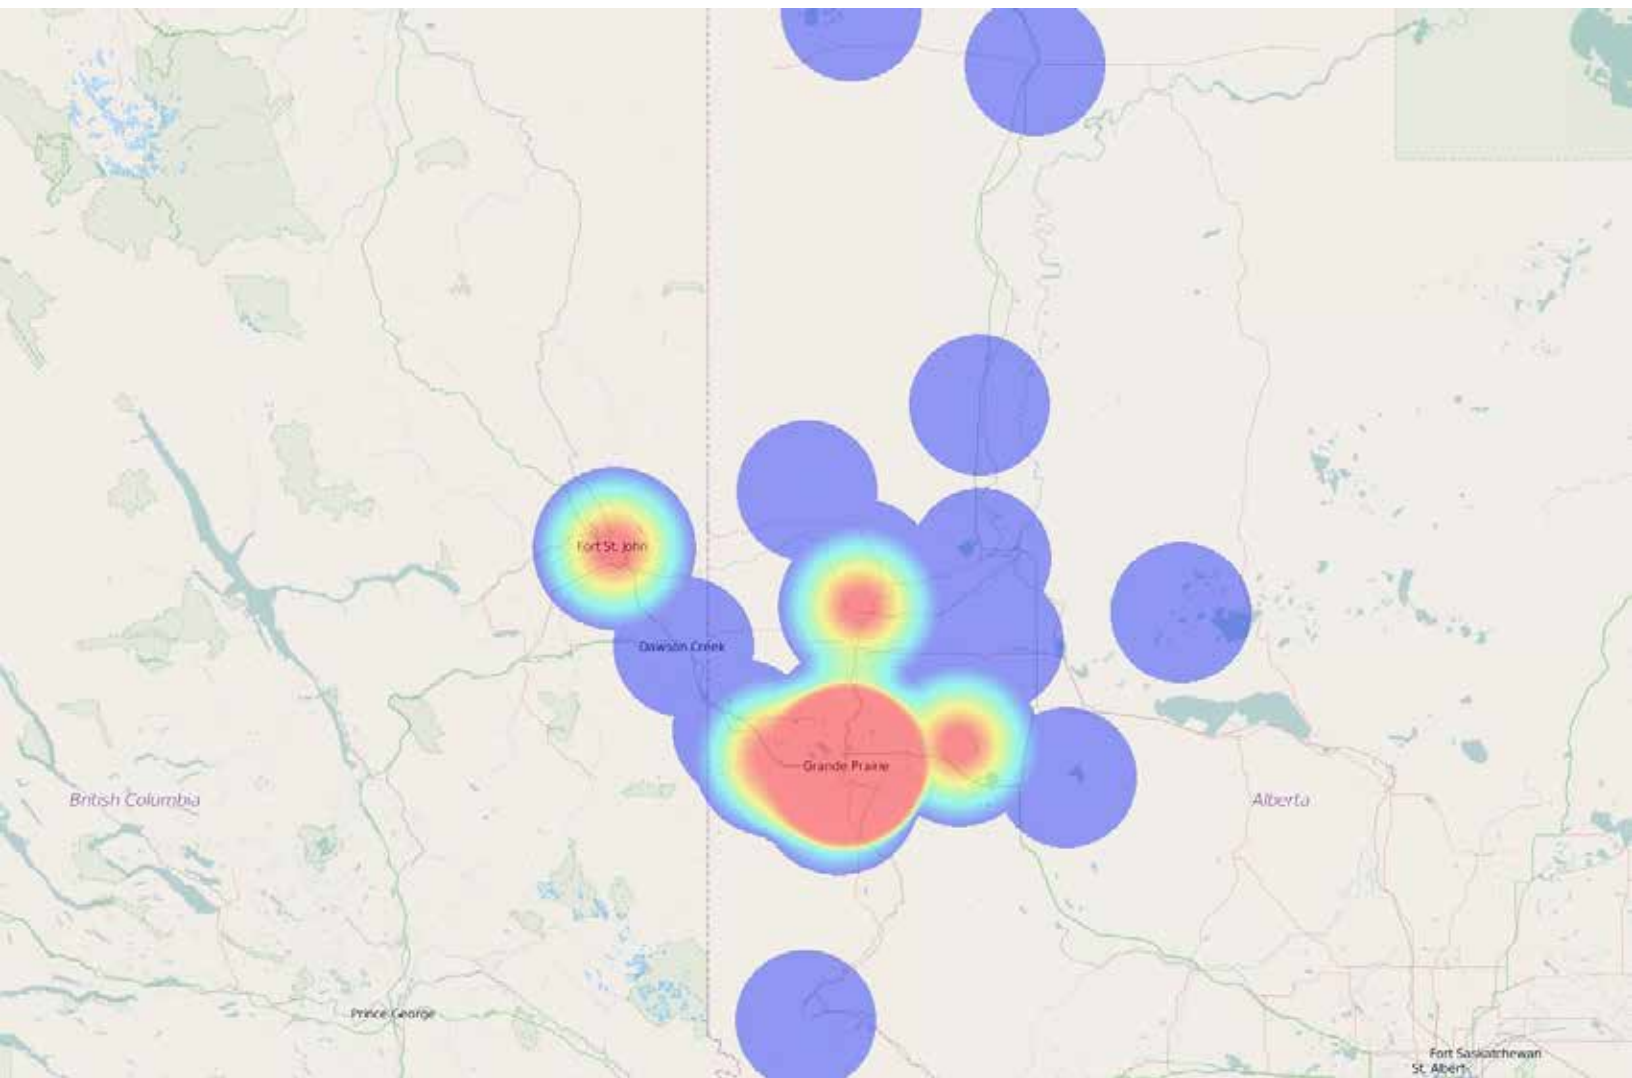 Fort St. John
Dawson Creek
Grande Prairie
British Columbia
Alberta
Prince George
Fort Saskatchewan
St. Albert